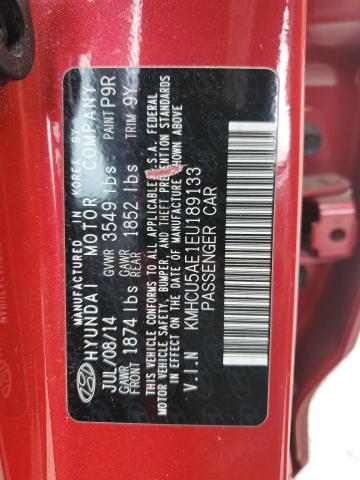 MANUFACTURED IN KOREA BY
HYUNDAI MOTOR COMPANY
JUL/08/14 GVWR 3549 lbs PAINT P9R
GAWR FRONT 1874 lbs GAWR REAR 1852 lbs TRIM 9Y
THIS VEHICLE CONFORMS TO ALL APPLICABLE U.S.A. FEDERAL
MOTOR VEHICLE SAFETY, BUMPER, AND THEFT PREVENTION STANDARDS
IN EFFECT ON THE DATE OF MANUFACTURE SHOWN ABOVE
V.I.N KMHCU5AE1EU189133
PASSENGER CAR